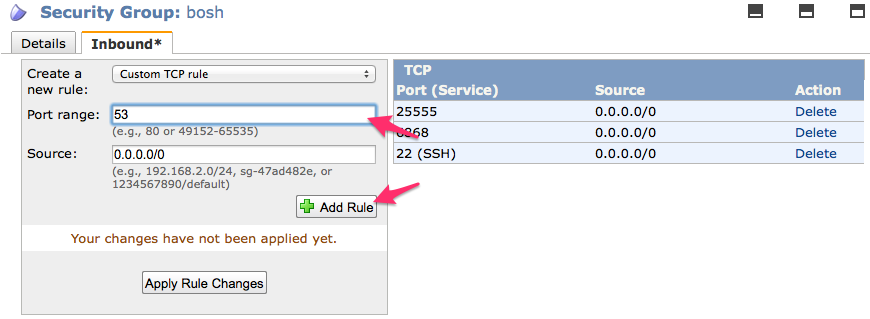 Security Group: bosh
Details
Inbound*
Create a new rule:
Custom TCP rule
Port range:
53
(e.g., 80 or 49152-65535)
Source:
0.0.0.0/0
(e.g., 192.168.2.0/24, sg-47ad482e, or
1234567890/default)
Add Rule
Your changes have not been applied yet.
Apply Rule Changes
TCP
Port (Service) Source Action
25555 0.0.0.0/0 Delete
6868 0.0.0.0/0 Delete
22 (SSH) 0.0.0.0/0 Delete